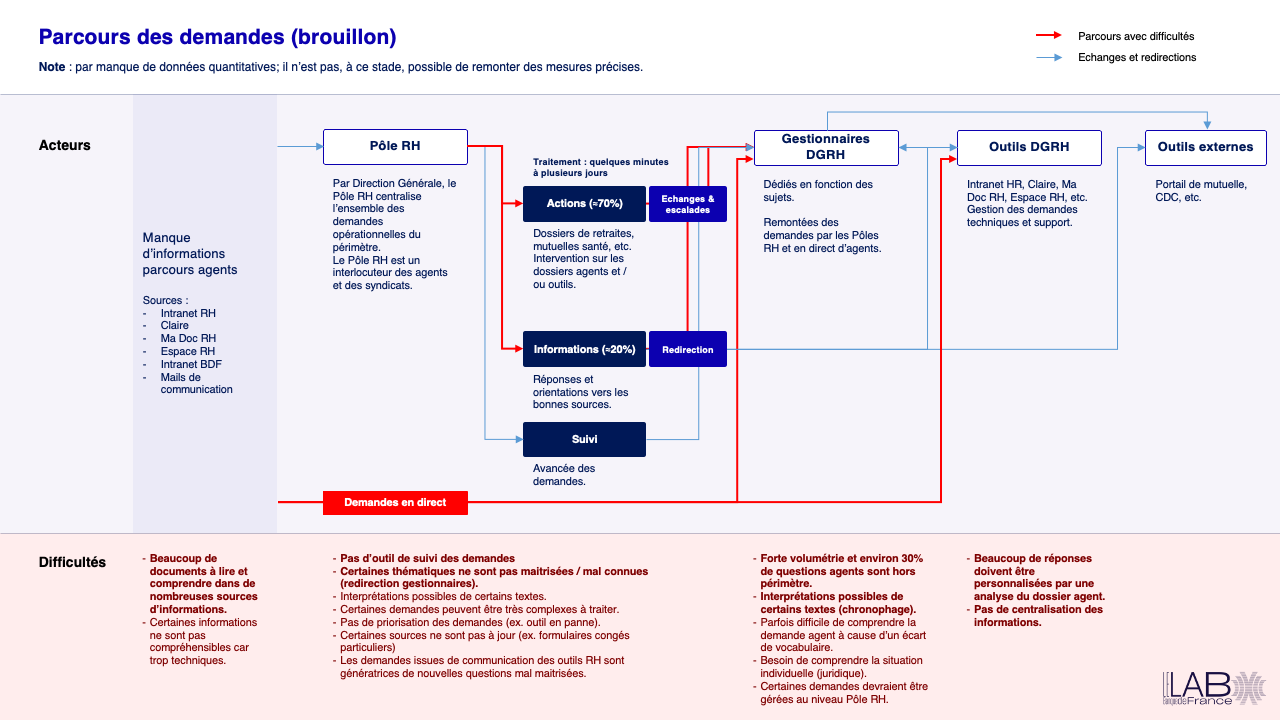 Parcours des demandes (brouillon)
Note : par manque de données quantitatives; il n'est pas, à ce stade, possible de remonter des mesures précises.
Parcours avec difficultés
Echanges et redirections
Acteurs
Manque
d'informations
parcours agents
Sources :
- Intranet RH
- Claire
- Ma Doc RH
- Espace RH
- Intranet BDF
- Mails de
communication
Pôle RH
Par Direction Générale, le
Pôle RH centralise
l'ensemble des
demandes
opérationnelles du
périmètre.
Le Pôle RH est un
interlocuteur des agents
et des syndicats.
Traitement : quelques minutes
à plusieurs jours
Actions (≈70%)
Echanges &
escalades
Dossiers de retraites,
mutuelles santé, etc.
Intervention sur les
dossiers agents et /
ou outils.
Informations (≈20%)
Redirection
Réponses et
orientations vers les
bonnes sources.
Suivi
Avancée des
demandes.
Demandes en direct
Gestionnaires
DGRH
Dédiés en fonction des
sujets.
Remontées des
demandes par les Pôles
RH et en direct d'agents.
Outils DGRH
Intranet HR, Claire, Ma
Doc RH, Espace RH, etc.
Gestion des demandes
techniques et support.
Outils externes
Portail de mutuelle,
CDC, etc.
Difficultés
- Beaucoup de
documents à lire et
comprendre dans de
nombreuses sources
d'informations.
- Certaines informations
ne sont pas
compréhensibles car
trop techniques.
- Pas d'outil de suivi des demandes
- Certaines thématiques ne sont pas maitrisées / mal connues
(redirection gestionnaires).
- Interprétations possibles de certains textes.
- Certaines demandes peuvent être très complexes à traiter.
- Pas de priorisation des demandes (ex. outil en panne).
- Certaines sources ne sont pas à jour (ex. formulaires congés
particuliers)
- Les demandes issues de communication des outils RH sont
génératrices de nouvelles questions mal maitrisées.
- Forte volumétrie et environ 30%
de questions agents sont hors
périmètre.
- Interprétations possibles de
certains textes (chronophage).
- Parfois difficile de comprendre la
demande agent à cause d'un écart
de vocabulaire.
- Besoin de comprendre la situation
individuelle (juridique).
- Certaines demandes devraient être
gérées au niveau Pôle RH.
- Beaucoup de réponses
doivent être
personnalisées par une
analyse du dossier agent.
- Pas de centralisation des
informations.
LAB
France